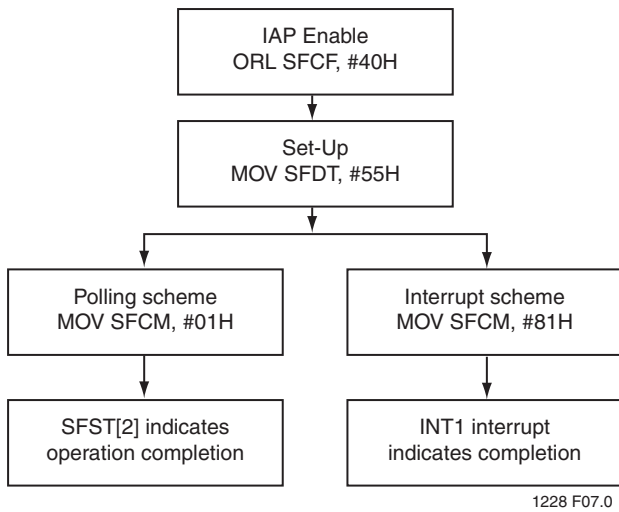 IAP Enable
ORL SFCF, #40H
Set-Up
MOV SFDT, #55H
Polling scheme
MOV SFCM, #01H
Interrupt scheme
MOV SFCM, #81H
SFST[2] indicates
operation completion
INT1 interrupt
indicates completion
1228 F07.0